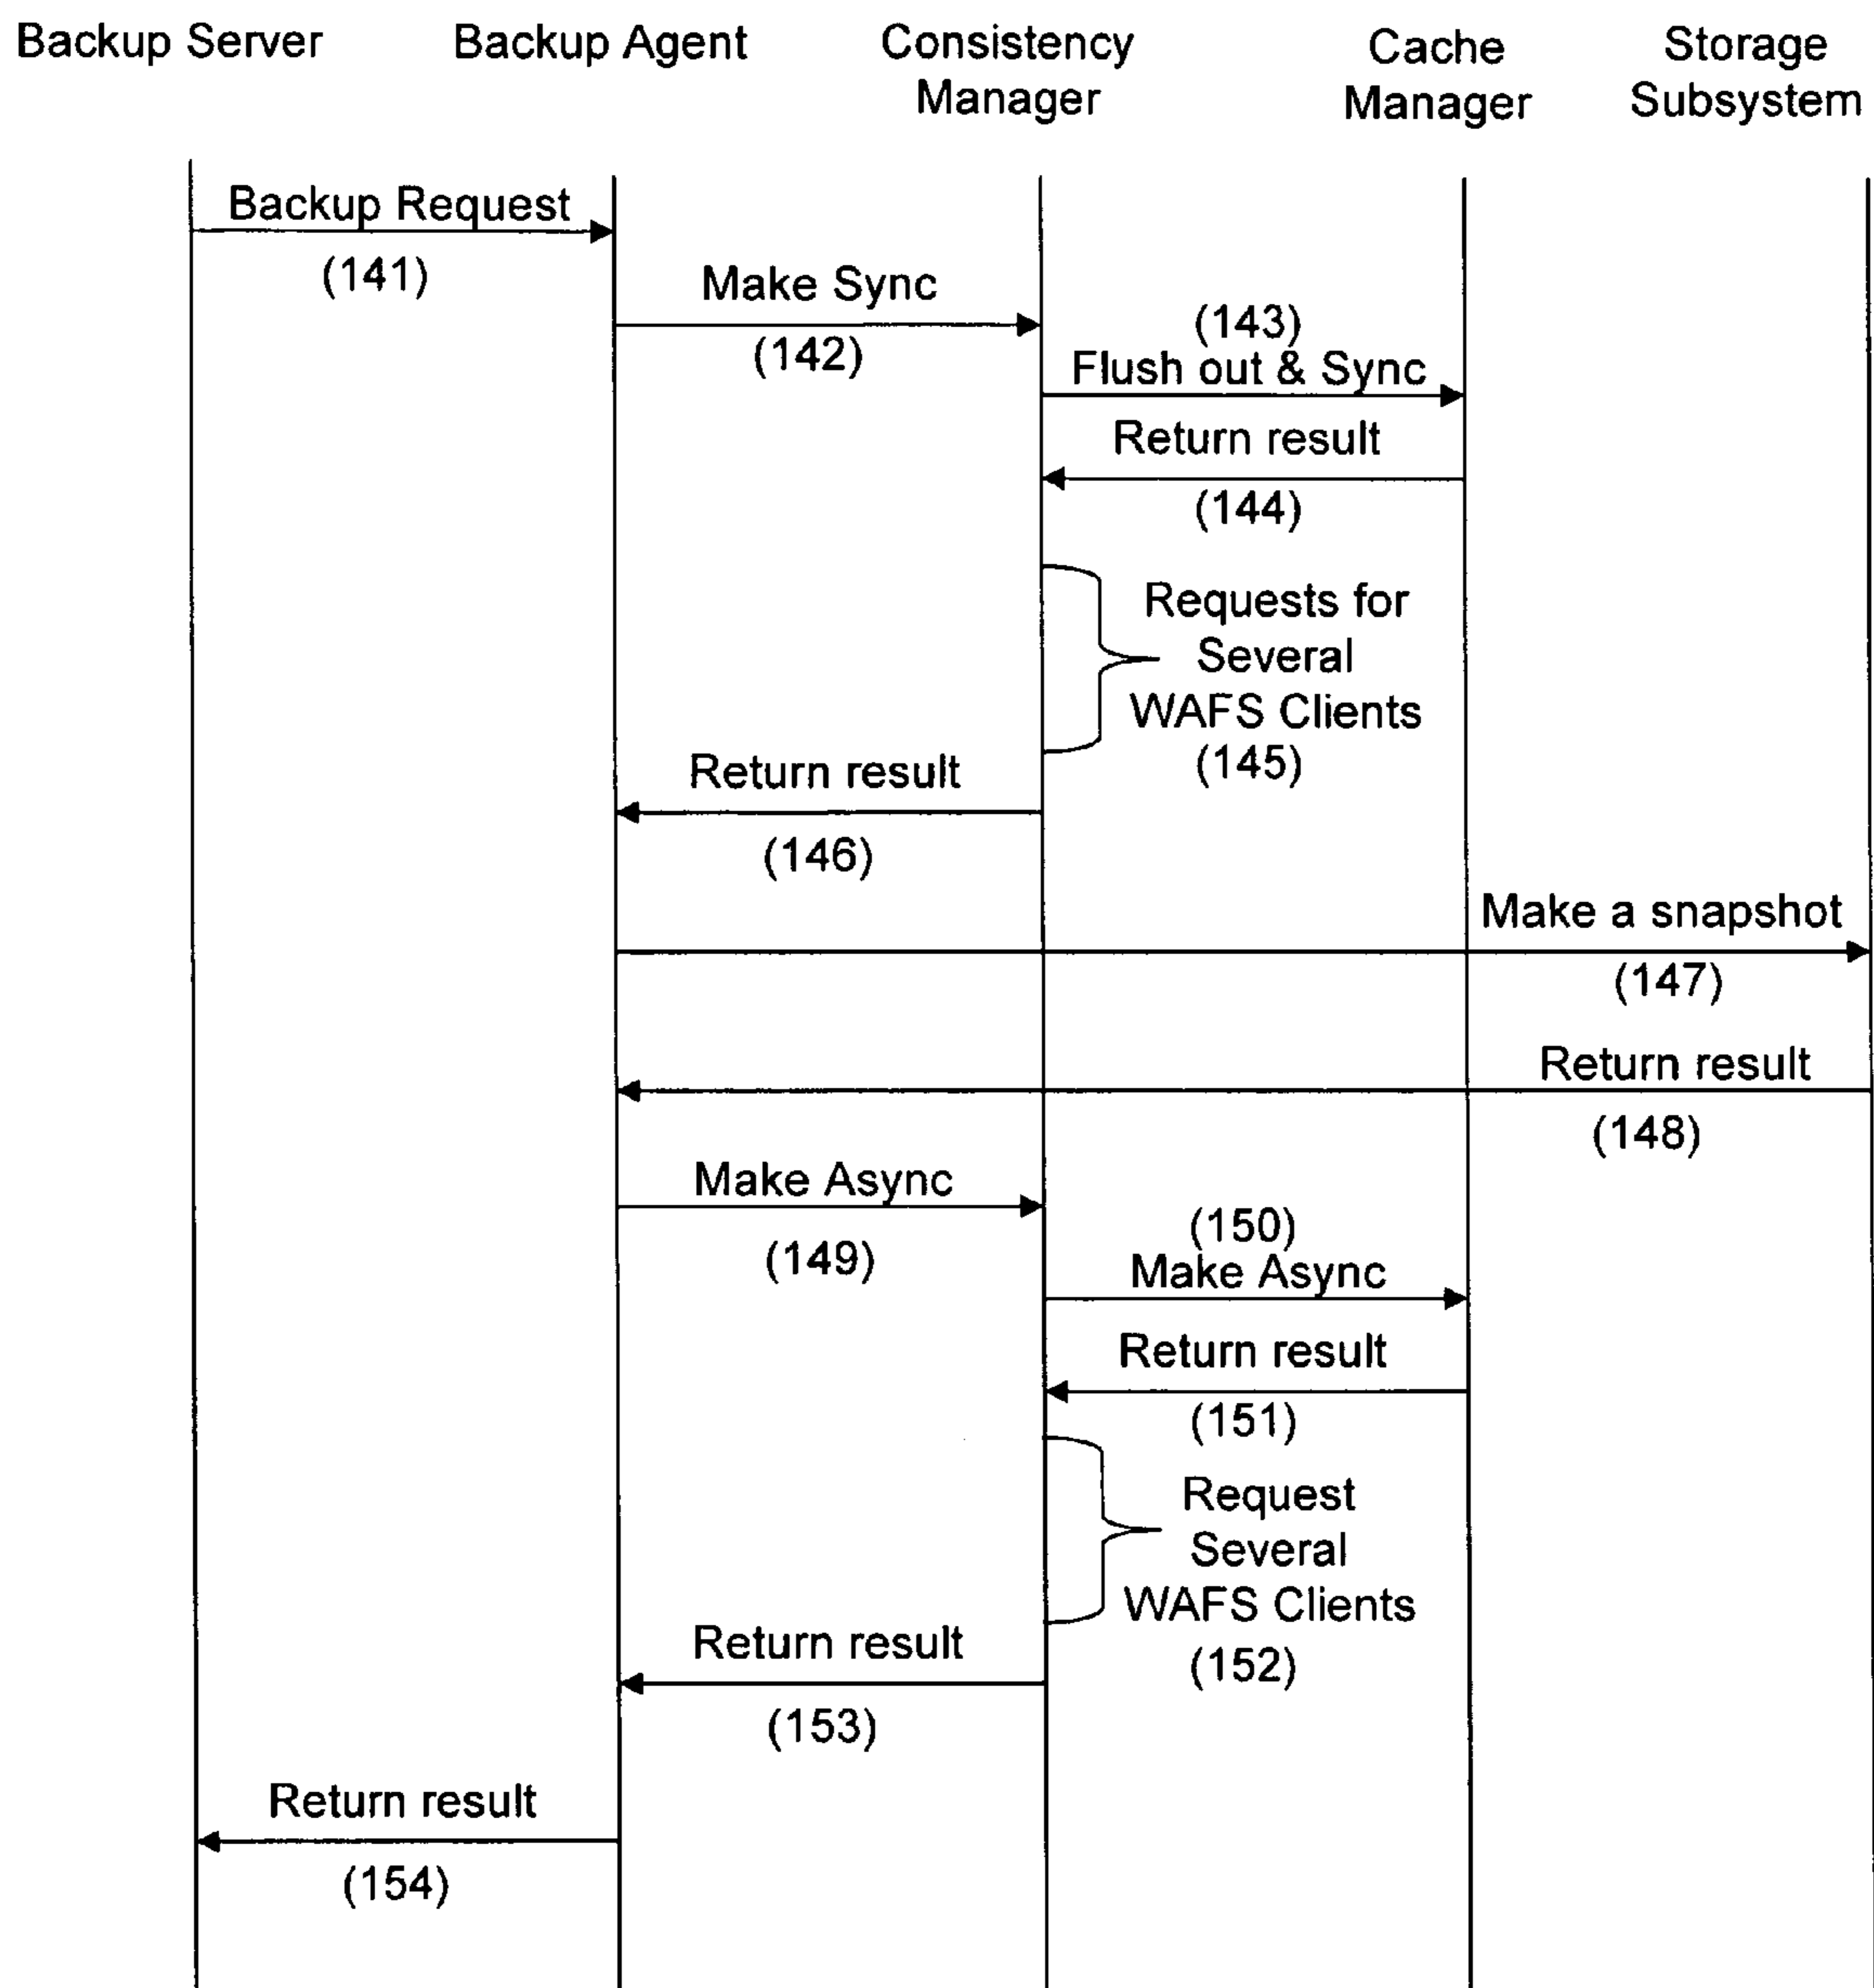 Backup Server
Backup Agent
Consistency
Manager
Cache
Manager
Storage
Subsystem
Backup Request
(141)
Make Sync
(142)
(143)
Flush out & Sync
Return result
(144)
Requests for
Several
WAFS Clients
(145)
Return result
(146)
Make a snapshot
(147)
Return result
(148)
Make Async
(149)
(150)
Make Async
Return result
(151)
Request
Several
WAFS Clients
(152)
Return result
(153)
Return result
(154)